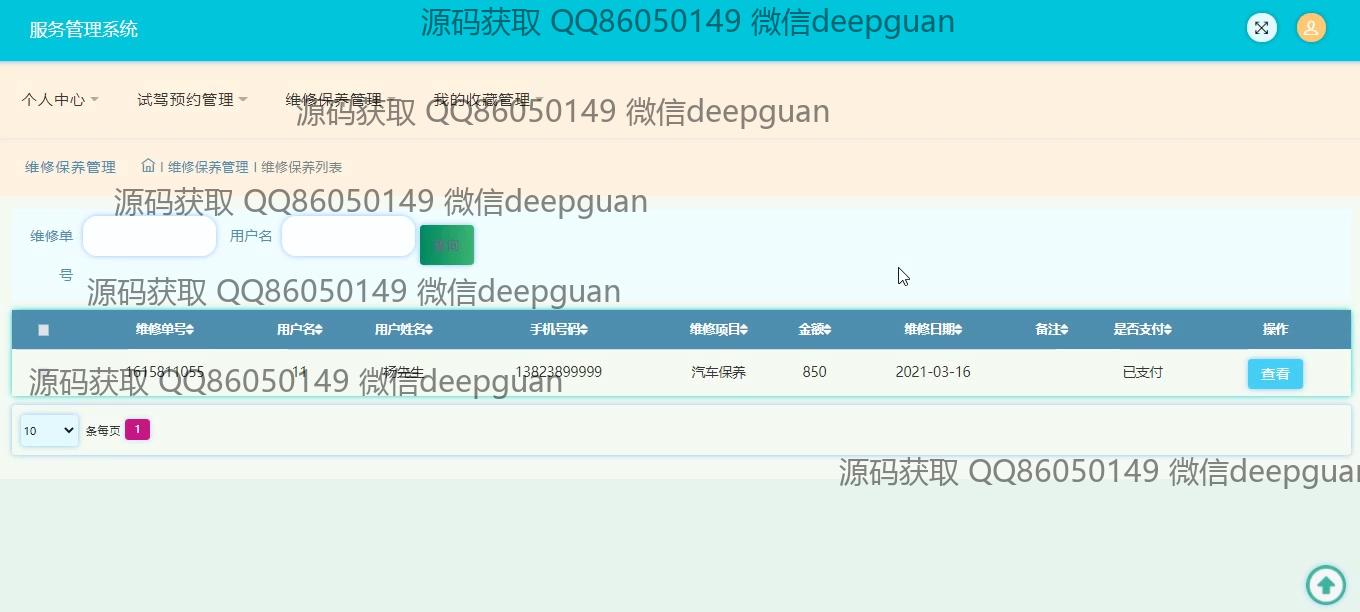 服务管理系统
源码获取 QQ86050149 微信deepguan
个人中心 试驾预约管理 维修保养管理 我的收藏管理
源码获取 QQ86050149 微信deepguan
维修保养管理 | 维修保养管理 | 维修保养列表
源码获取 QQ86050149 微信deepguan
维修单号 用户名 查询
源码获取 QQ86050149 微信deepguan
维修单号 用户名 用户姓名 手机号码 维修项目 金额 维修日期 备注 是否支付 操作
1615811055 11 杨先生 13823899999 汽车保养 850 2021-03-16 已支付 查看
源码获取 QQ86050149 微信deepguan
10 条每页 1
源码获取 QQ86050149 微信deepguan